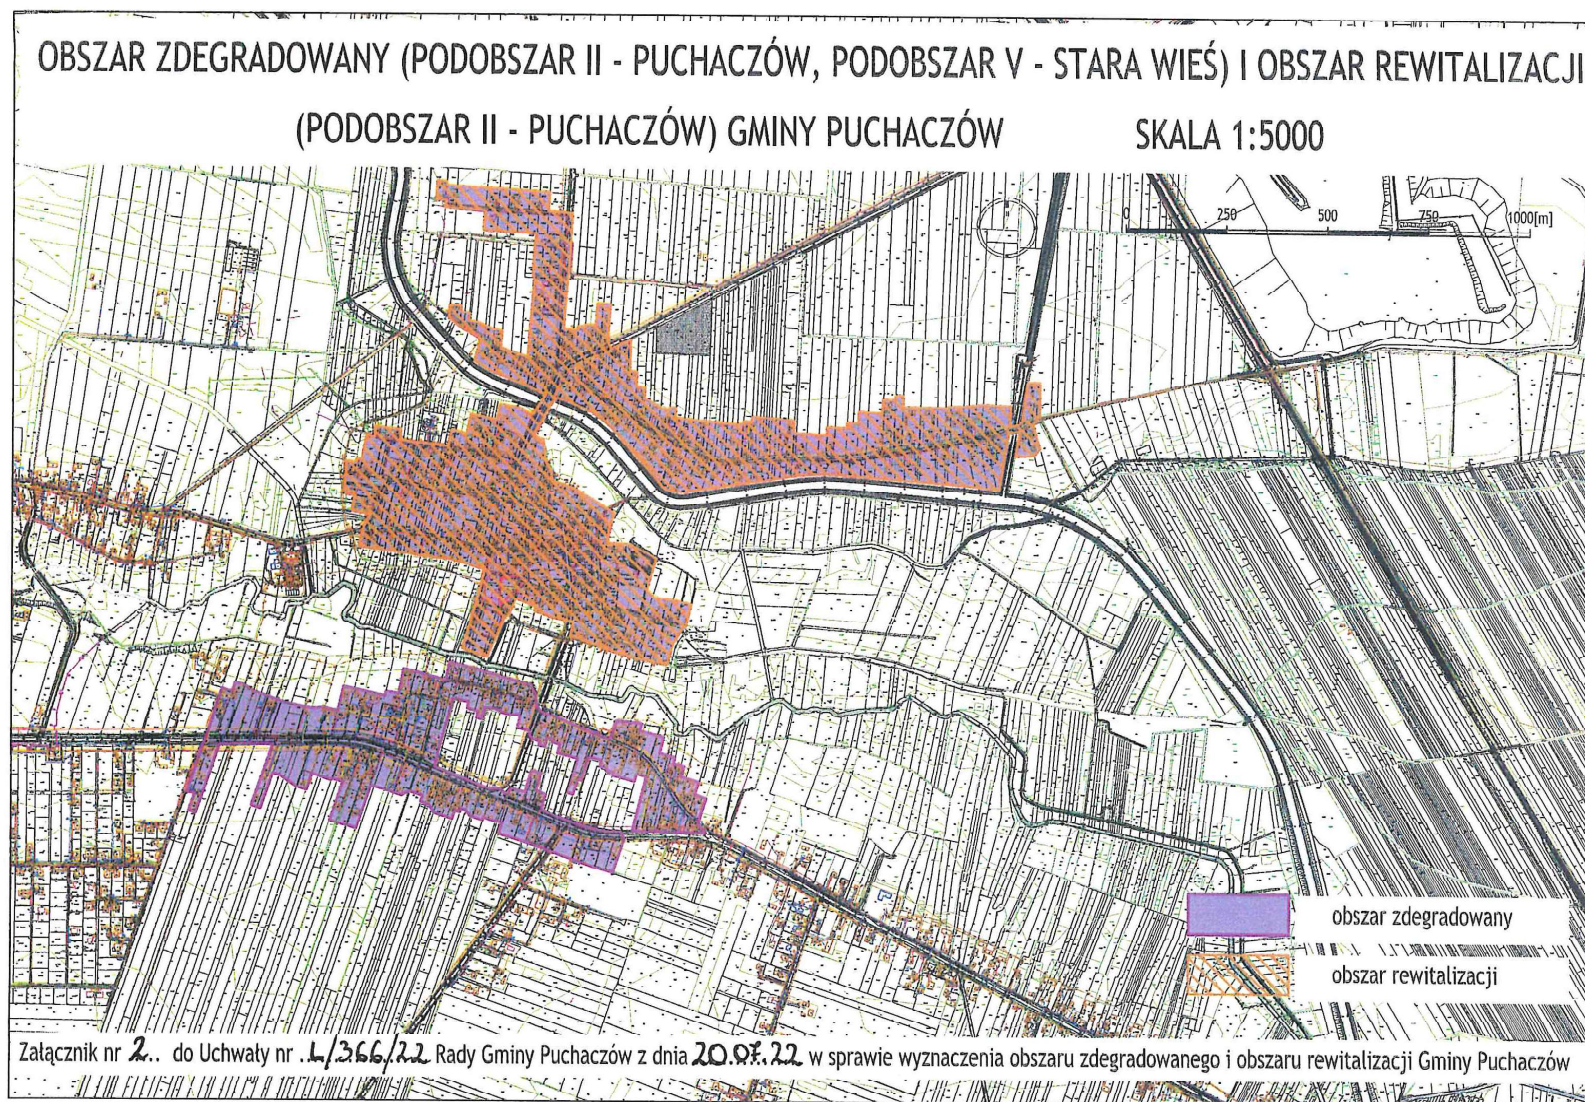 OBSZAR ZDEGRADOWANY (PODOBSZAR II - PUCHACZÓW, PODOBSZAR V - STARA WIEŚ) I OBSZAR REWITALIZACJI
(PODOBSZAR II - PUCHACZÓW) GMINY PUCHACZÓW SKALA 1:5000
0 250 500 750 1000[m]
obszar zdegradowany
obszar rewitalizacji
Załącznik nr 2.. do Uchwały nr .L/366/22 Rady Gminy Puchaczów z dnia 20.07.22 w sprawie wyznaczenia obszaru zdegradowanego i obszaru rewitalizacji Gminy Puchaczów